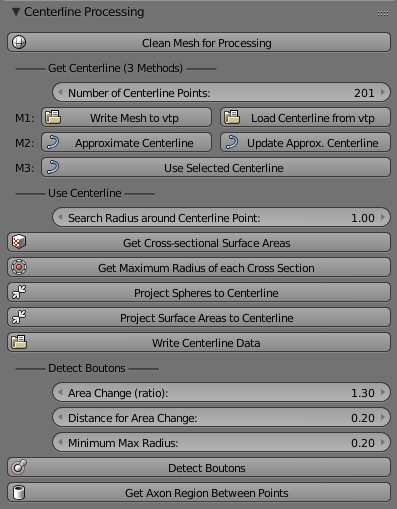 Centerline Processing
Clean Mesh for Processing
---------- Get Centerline (3 Methods) ----------
Number of Centerline Points: 201
M1: Write Mesh to vtp Load Centerline from vtp
M2: Approximate Centerline Update Approx. Centerline
M3: Use Selected Centerline
---------- Use Centerline ----------
Search Radius around Centerline Point: 1.00
Get Cross-sectional Surface Areas
Get Maximum Radius of each Cross Section
Project Spheres to Centerline
Project Surface Areas to Centerline
Write Centerline Data
---------- Detect Boutons ----------
Area Change (ratio): 1.30
Distance for Area Change: 0.20
Minimum Max Radius: 0.20
Detect Boutons
Get Axon Region Between Points